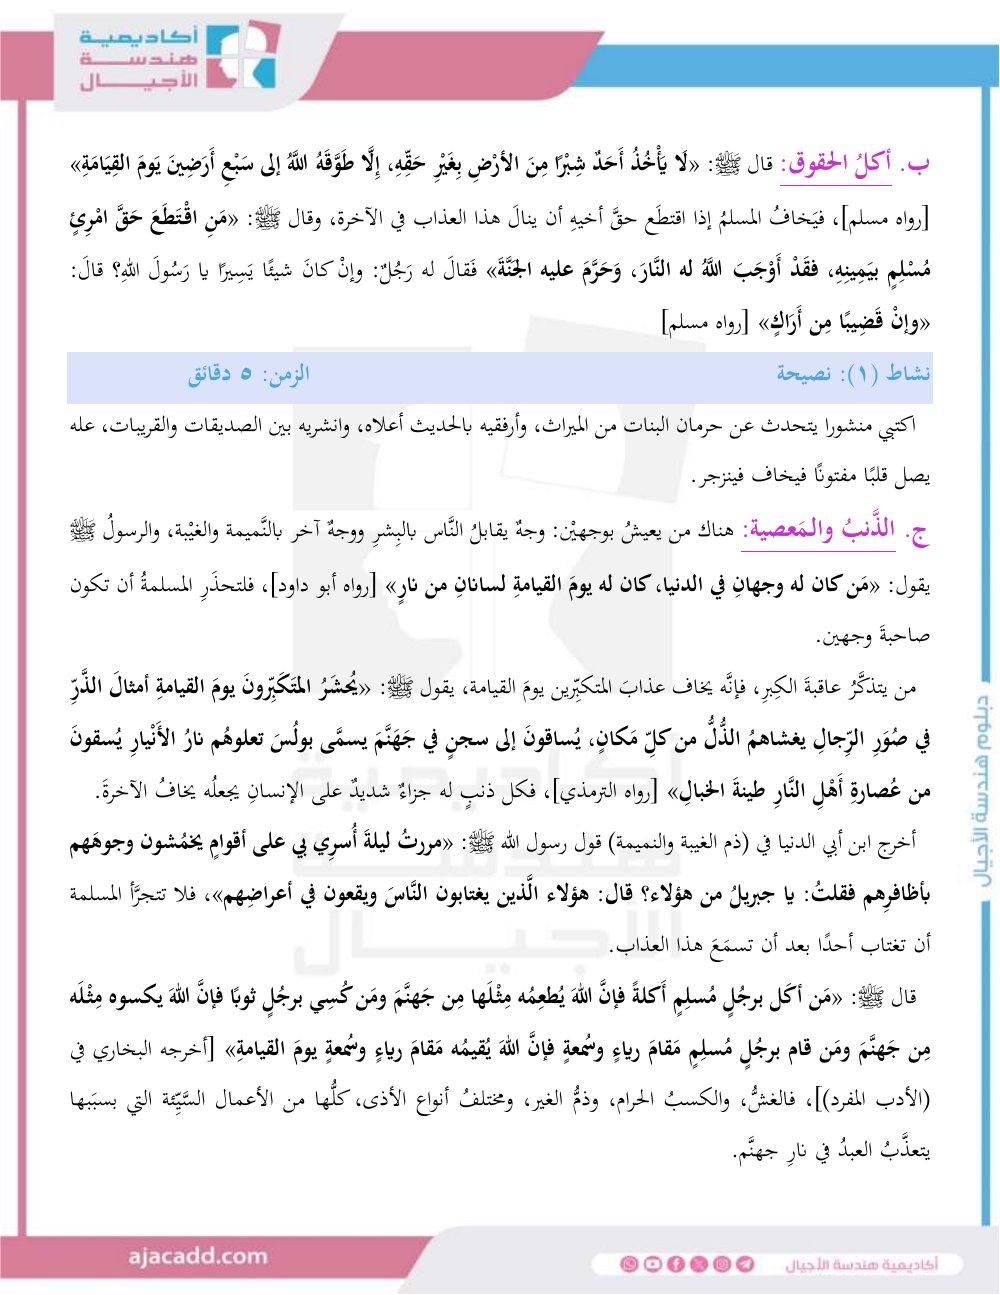 أكاديمية
هندسة
الأجيال
ب. أكلُ الحقوق: قال ﷺ: «لَا يَأْخُذُ أَحَدٌ شِبْرًا مِنَ الأرْضِ بِغَيْرِ حَقِّهِ، إِلَّا طَوَّقَهُ اللَّهُ إلى سَبْعِ أَرَضِينَ يَومَ القِيَامَةِ»
[رواه مسلم]، فيَخافُ المسلمُ إذا اقتطَع حقَّ أخيهِ أن ينالَ هذا العذاب في الآخرة، وقال ﷺ: «مَنِ اقْتَطَعَ حَقَّ امْرِئٍ
مُسْلِمٍ بيَمِينِهِ، فقَدْ أَوْجَبَ اللَّهُ له النَّارَ، وَحَرَّمَ عليه الجَنَّةَ» فَقالَ له رَجُلٌ: وإنْ كانَ شيئًا يَسِيرًا يا رَسُولَ اللهِ؟ قالَ:
«وإنْ قَضِيبًا مِن أَرَاكٍ» [رواه مسلم]
نشاط (١): نصيحة الزمن: ٥ دقائق
اكتبي منشورا يتحدث عن حرمان البنات من الميراث، وأرفقيه بالحديث أعلاه، وانشريه بين الصديقات والقريبات، عله
يصل قلبًا مفتونًا فيخاف فينزجر.
ج. الذَّنبُ والمَعصية: هناك من يعيشُ بوجهيْن: وجهٌ يقابلُ النَّاس بالبِشرِ ووجهٌ آخر بالنَّميمة والغيْبة، والرسولُ ﷺ
يقول: «مَن كان له وجهانِ في الدنيا، كان له يومَ القيامةِ لسانانِ من نارٍ» [رواه أبو داود]، فلتحذَرِ المسلمةُ أن تكون
صاحبةَ وجهين.
من يتذكَّرُ عاقبةَ الكِبرِ، فإنَّه يخاف عذابَ المتكبِّرين يومَ القيامة، يقول ﷺ: «يُحشَرُ المتَكَبِّرونَ يومَ القيامةِ أمثالَ الذَّرِّ
في صُوَرِ الرِّجالِ يغشاهمُ الذُّلُّ من كلِّ مَكانٍ، يُساقونَ إلى سجنٍ في جَهَنَّمَ يسمَّى بولُسَ تعلوهُم نارُ الأَنْيارِ يُسقونَ
من عُصارةِ أَهْلِ النَّارِ طينةَ الخبالِ» [رواه الترمذي]، فكل ذنبٍ له جزاءٌ شديدٌ على الإنسانِ يجعلُه يخافُ الآخرةَ.
أخرج ابن أبي الدنيا في (ذم الغيبة والنميمة) قول رسول الله ﷺ: «مررتُ ليلةَ أُسرِي بي على أقوامٍ يخمُشون وجوهَهم
بأظافرِهم فقلتُ: يا جبريلُ من هؤلاء؟ قال: هؤلاء الَّذين يغتابون النَّاسَ ويقعون في أعراضِهم»، فلا تتجرَّأ المسلمة
أن تغتاب أحدًا بعد أن تسمَعَ هذا العذاب.
قال ﷺ: «مَن أكَل برجُلٍ مُسلِمٍ أَكلةً فإنَّ اللهَ يُطعِمُه مِثْلَها مِن جَهنَّمَ ومَن كُسِي برجُلٍ ثوبًا فإنَّ اللهَ يكسوه مِثْلَه
مِن جَهنَّمَ ومَن قام برجُلٍ مُسلِمٍ مَقامَ رياءٍ وسُمعةٍ فإنَّ اللهَ يُقيمُه مَقامَ رياءٍ وسُمعةٍ يومَ القيامةِ» [أخرجه البخاري في
(الأدب المفرد)]، فالغشُّ، والكسبُ الحرام، وذمُّ الغير، ومختلفُ أنواع الأذى، كلُّها من الأعمال السَّيِّئة التي بسبَبها
يتعذَّبُ العبدُ في نارِ جهنَّم.
دبلوم هندسة الأجيال
أكاديمية هندسة الأجيال
ajacadd.com